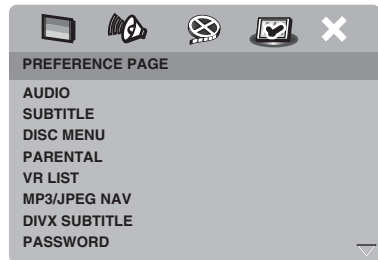 PREFERENCE PAGE
AUDIO
SUBTITLE
DISC MENU
PARENTAL
VR LIST
MP3/JPEG NAV
DIVX SUBTITLE
PASSWORD